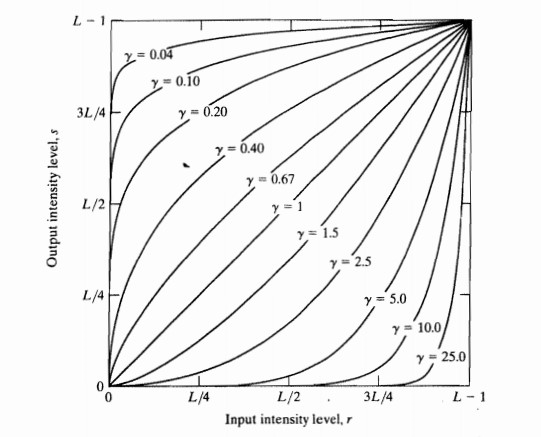 L − 1
γ = 0.04
γ = 0.10
3L/4
γ = 0.20
γ = 0.40
Output intensity level, s
γ = 0.67
L/2
γ = 1
γ = 1.5
γ = 2.5
L/4
γ = 5.0
γ = 10.0
γ = 25.0
0
0 L/4 L/2 3L/4 L − 1
Input intensity level, r